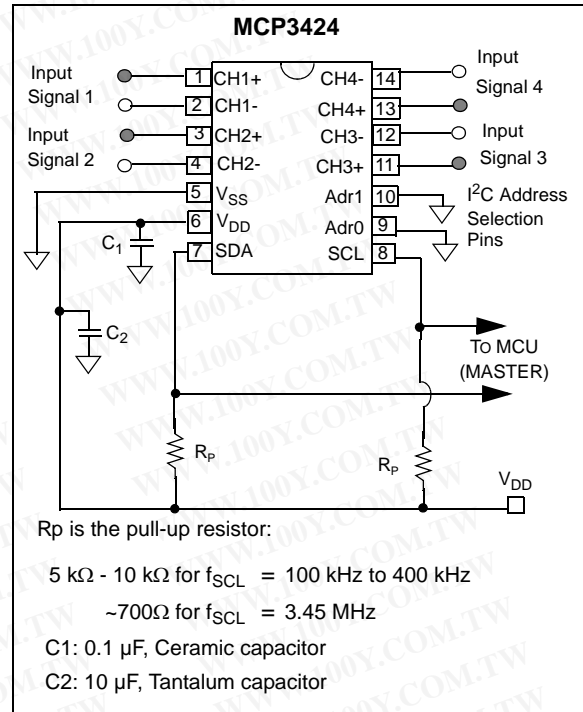 MCP3424
Input Signal 1
Input Signal 2
1 CH1+
2 CH1-
3 CH2+
4 CH2-
5 VSS
6 VDD
7 SDA
CH4- 14
CH4+ 13
CH3- 12
CH3+ 11
Adr1 10
Adr0 9
SCL 8
Input Signal 4
Input Signal 3
I2C Address Selection Pins
C1
C2
TO MCU (MASTER)
RP
RP
VDD
Rp is the pull-up resistor:
5 kΩ - 10 kΩ for fSCL = 100 kHz to 400 kHz
~700Ω for fSCL = 3.45 MHz
C1: 0.1 µF, Ceramic capacitor
C2: 10 µF, Tantalum capacitor
WWW.100Y.COM.TW